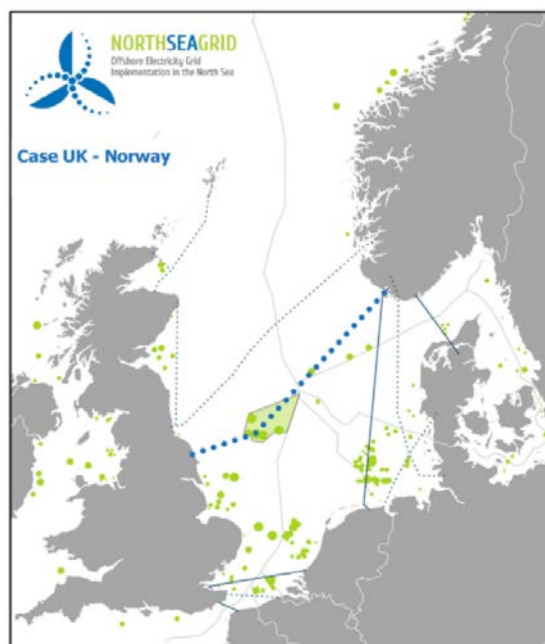 NORTHSEAGRID
Offshore Electricity Grid
Implementation in the North Sea
Case UK - Norway